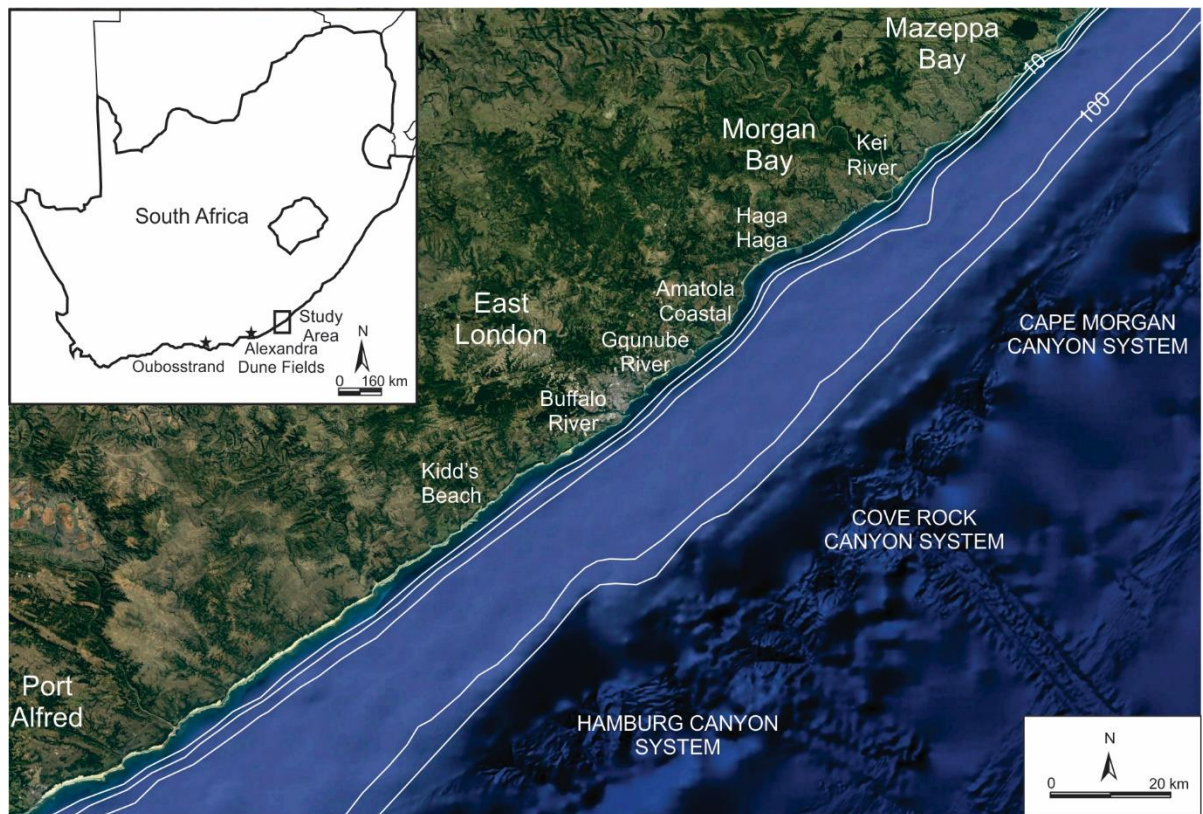 South Africa
Study
Area
Alexandra
Dune Fields
Oubosstrand
N
0 160 km
Mazeppa
Bay
10
100
Morgan
Bay
Kei
River
Haga
Haga
Amatola
Coastal
East
London
Gqunube
River
Buffalo
River
Kidd's
Beach
Port
Alfred
CAPE MORGAN
CANYON SYSTEM
COVE ROCK
CANYON SYSTEM
HAMBURG CANYON
SYSTEM
N
0 20 km